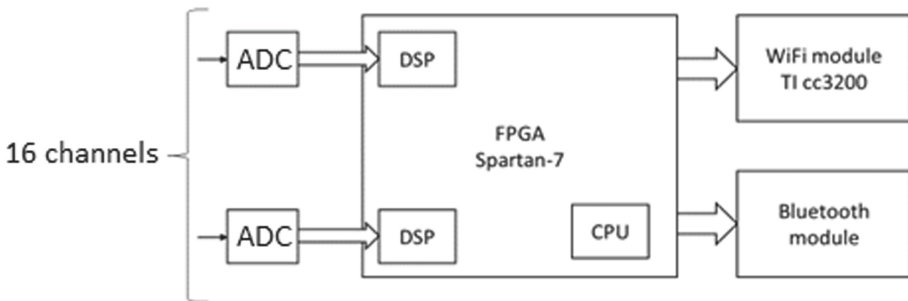 16 channels
ADC
DSP
ADC
DSP
FPGA
Spartan-7
CPU
WiFi module
TI cc3200
Bluetooth
module